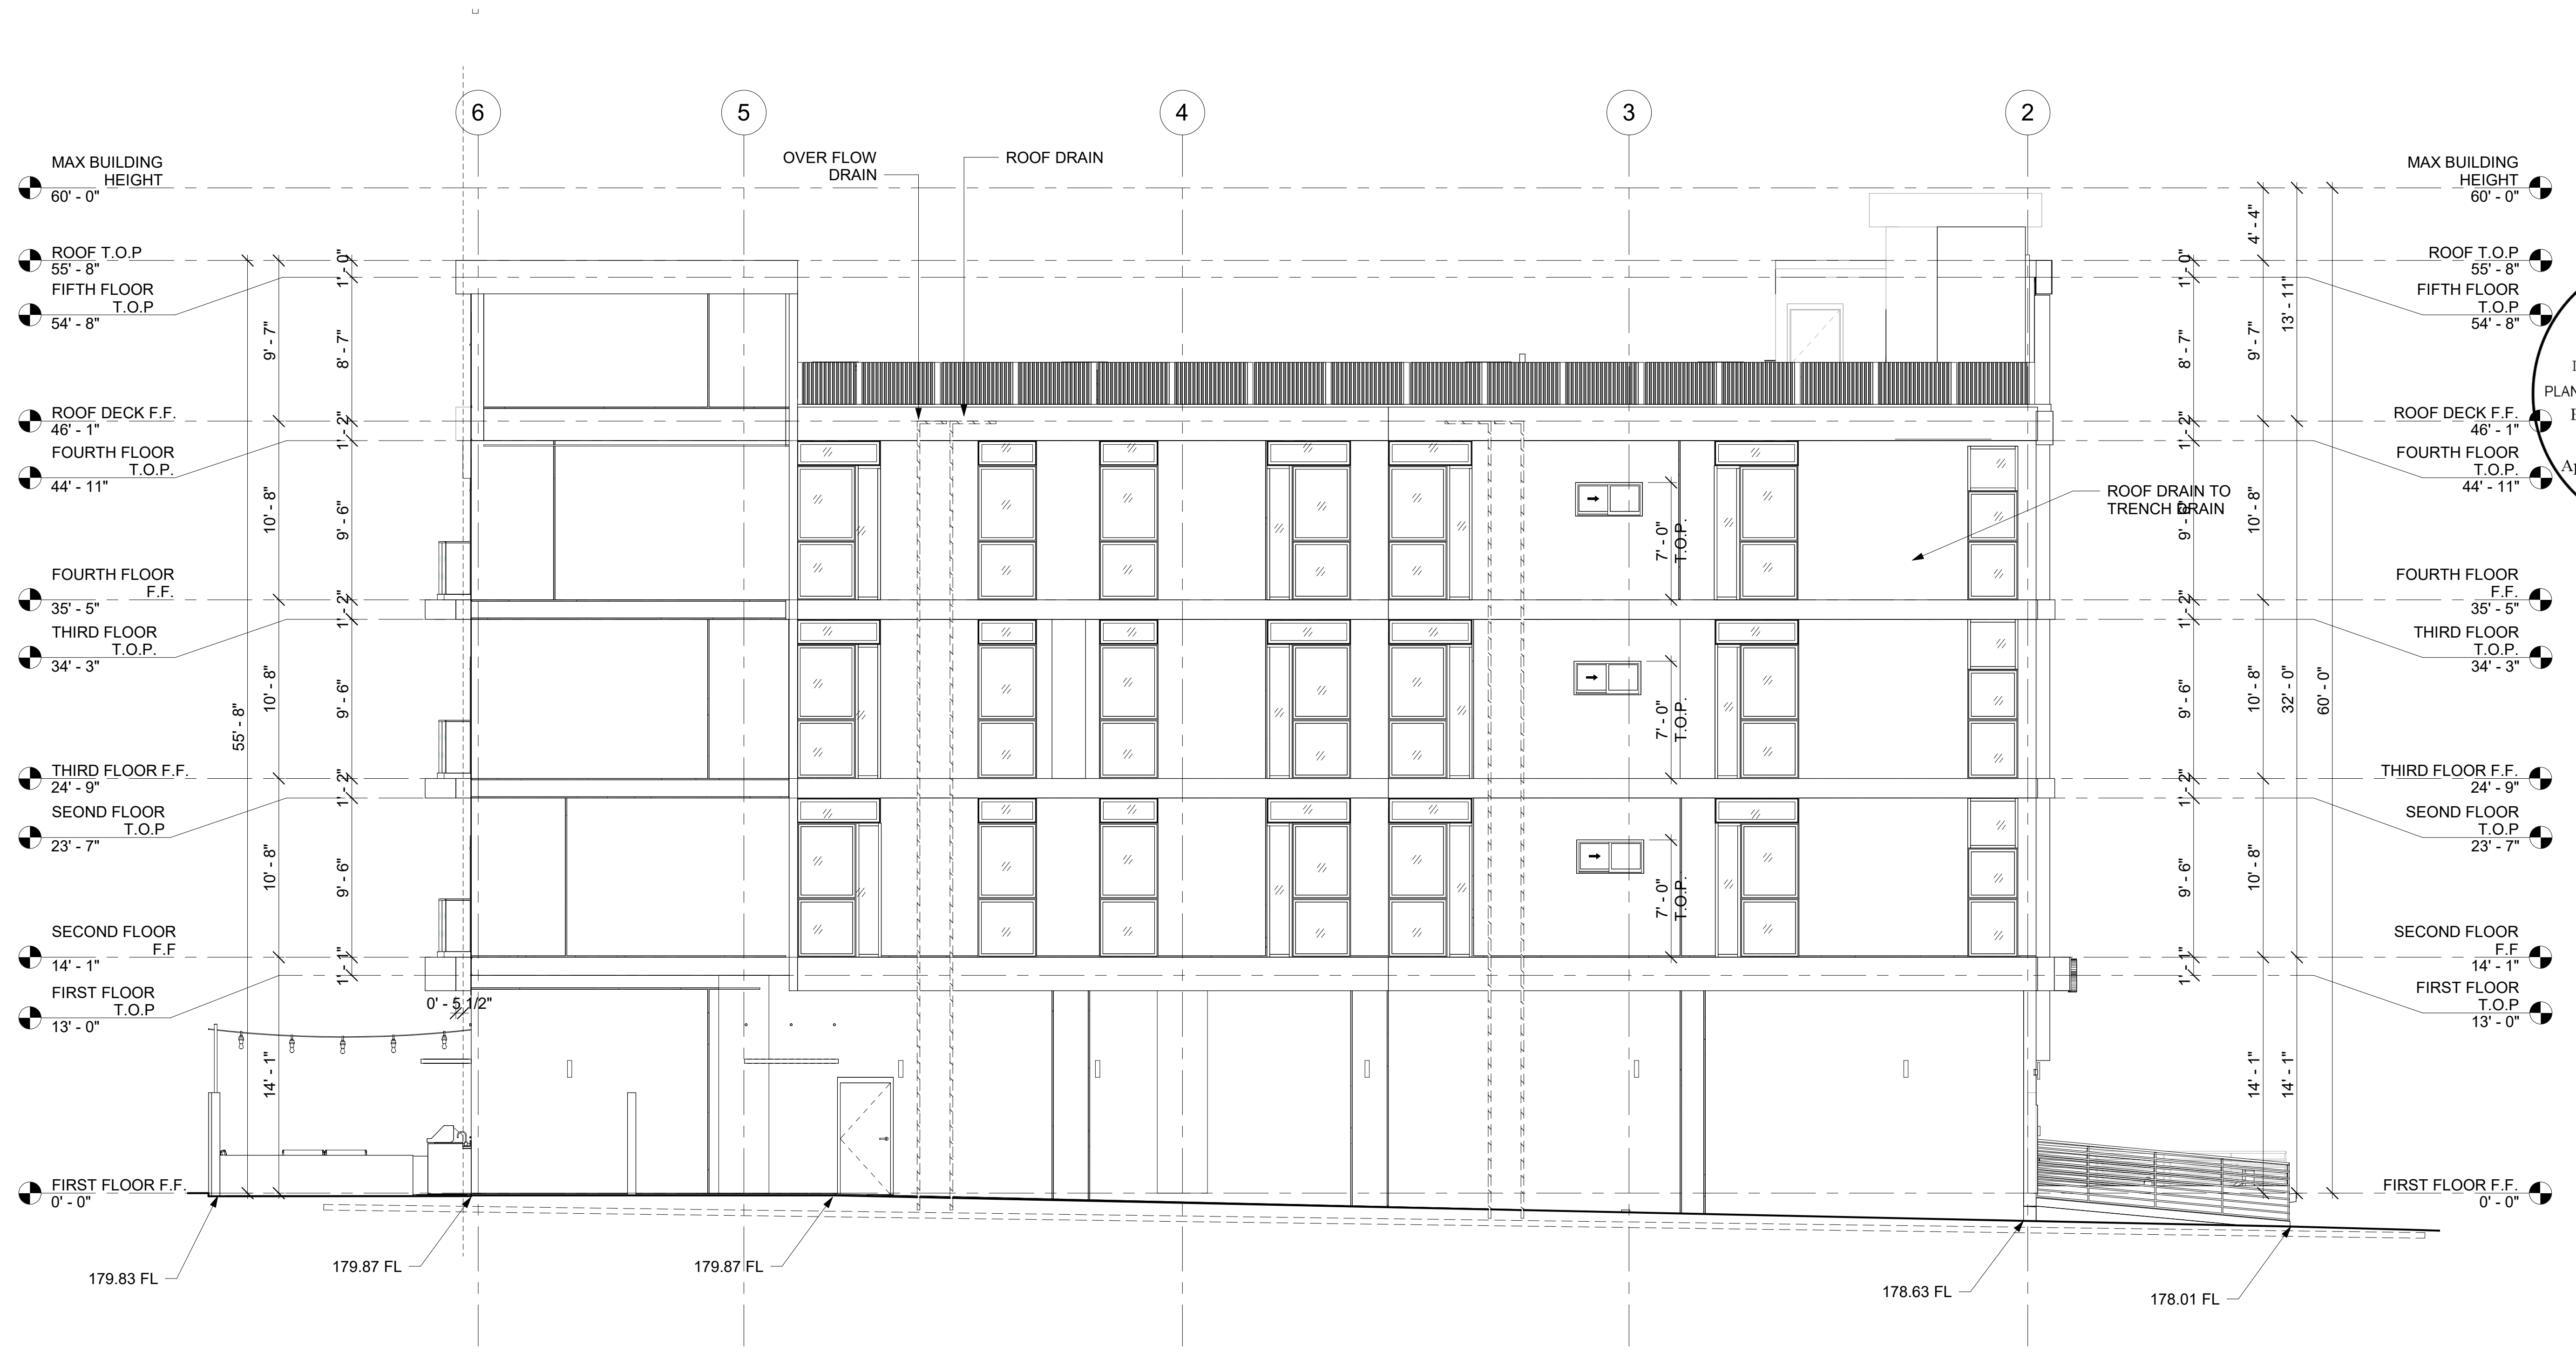 6
5
4
3
2
OVER FLOW
DRAIN
ROOF DRAIN
MAX BUILDING
HEIGHT
60' - 0"
ROOF T.O.P
55' - 8"
FIFTH FLOOR
T.O.P
54' - 8"
ROOF DECK F.F.
46' - 1"
FOURTH FLOOR
T.O.P.
44' - 11"
FOURTH FLOOR
F.F.
35' - 5"
THIRD FLOOR
T.O.P.
34' - 3"
THIRD FLOOR F.F.
24' - 9"
SEOND FLOOR
T.O.P
23' - 7"
SECOND FLOOR
F.F
14' - 1"
FIRST FLOOR
T.O.P
13' - 0"
FIRST FLOOR F.F.
0' - 0"
55' - 8"
9' - 7"
10' - 8"
10' - 8"
10' - 8"
14' - 1"
1' - 0"
8' - 7"
1' - 2"
9' - 6"
1' - 2"
9' - 6"
1' - 2"
9' - 6"
1' - 1"
0' - 5 1/2"
7' - 0"
T.O.P.
7' - 0"
T.O.P.
7' - 0"
T.O.P.
ROOF DRAIN TO
TRENCH DRAIN
1' - 0"
8' - 7"
1' - 2"
9' - 6"
1' - 2"
9' - 6"
1' - 2"
9' - 6"
1' - 1"
4' - 4"
9' - 7"
10' - 8"
10' - 8"
10' - 8"
14' - 1"
13' - 11"
32' - 0"
14' - 1"
60' - 0"
MAX BUILDING
HEIGHT
60' - 0"
ROOF T.O.P
55' - 8"
FIFTH FLOOR
T.O.P
54' - 8"
ROOF DECK F.F.
46' - 1"
FOURTH FLOOR
T.O.P.
44' - 11"
FOURTH FLOOR
F.F.
35' - 5"
THIRD FLOOR
T.O.P.
34' - 3"
THIRD FLOOR F.F.
24' - 9"
SEOND FLOOR
T.O.P
23' - 7"
SECOND FLOOR
F.F
14' - 1"
FIRST FLOOR
T.O.P
13' - 0"
FIRST FLOOR F.F.
0' - 0"
PLAN
179.83 FL
179.87 FL
179.87 FL
178.63 FL
178.01 FL